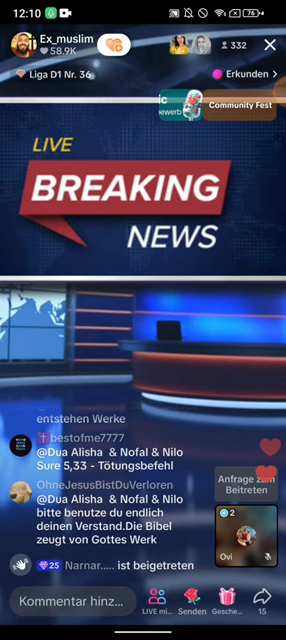 12:10
75
Ex_muslim
58.9K
332
Liga D1 Nr. 36
Erkunden >
Community Fest
LIVE
BREAKING
NEWS
entstehen Werke
bestofme7777
@Dua Alisha & Nofal & Nilo
Sure 5,33 - Tötungsbefehl
OhneJesusBistDuVerloren
@Dua Alisha & Nofal & Nilo
bitte benutze du endlich
deinen Verstand.Die Bibel
zeugt von Gottes Werk
Anfrage zum
Beitreten
2
Ovi
25 Narnar..... ist beigetreten
Kommentar hinz...
LIVE mi...
Senden
Gesche...
15